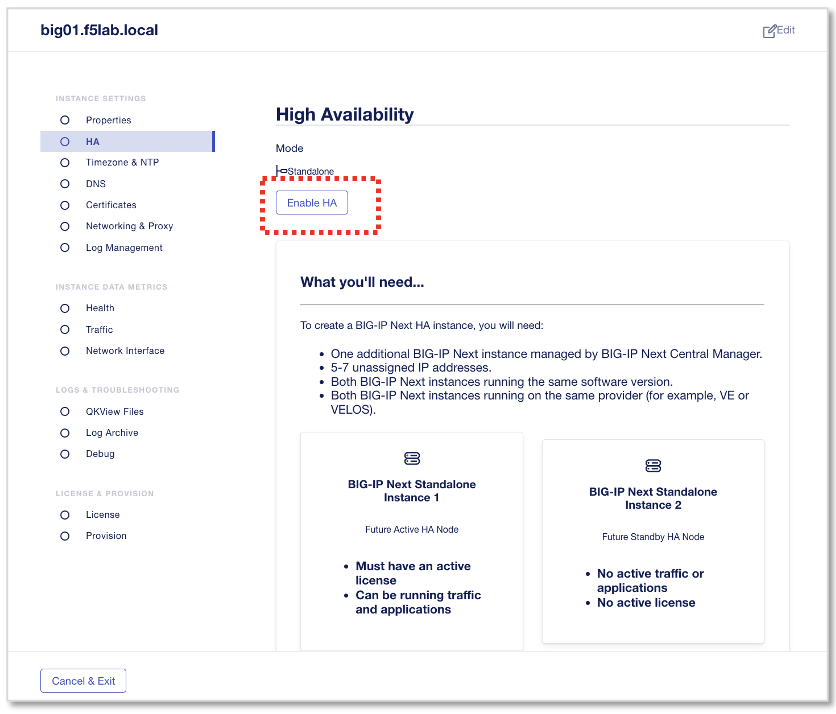 big01.f5lab.local
Edit
INSTANCE SETTINGS
Properties
HA
Timezone & NTP
DNS
Certificates
Networking & Proxy
Log Management
INSTANCE DATA METRICS
Health
Traffic
Network Interface
LOGS & TROUBLESHOOTING
QKView Files
Log Archive
Debug
LICENSE & PROVISION
License
Provision
High Availability
Mode
Standalone
Enable HA
What you'll need...
To create a BIG-IP Next HA instance, you will need:
• One additional BIG-IP Next instance managed by BIG-IP Next Central Manager.
• 5-7 unassigned IP addresses.
• Both BIG-IP Next instances running the same software version.
• Both BIG-IP Next instances running on the same provider (for example, VE or
VELOS).
BIG-IP Next Standalone
Instance 1
Future Active HA Node
• Must have an active
license
• Can be running traffic
and applications
BIG-IP Next Standalone
Instance 2
Future Standby HA Node
• No active traffic or
applications
• No active license
Cancel & Exit